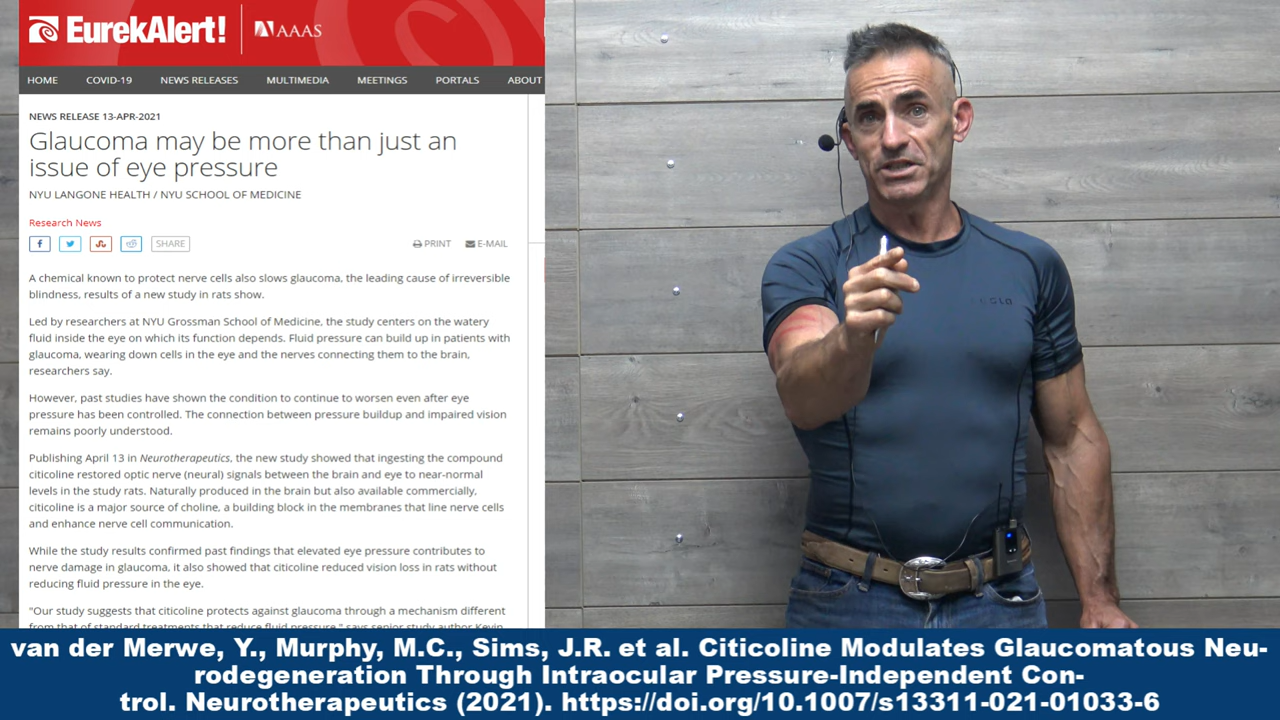 EurekAlert!
AAAS
HOME COVID-19 NEWS RELEASES MULTIMEDIA MEETINGS PORTALS ABOUT
NEWS RELEASE 13-APR-2021
Glaucoma may be more than just an
issue of eye pressure
NYU LANGONE HEALTH / NYU SCHOOL OF MEDICINE
Research News
SHARE
PRINT E-MAIL
A chemical known to protect nerve cells also slows glaucoma, the leading cause of irreversible
blindness, results of a new study in rats show.
Led by researchers at NYU Grossman School of Medicine, the study centers on the watery
fluid inside the eye on which its function depends. Fluid pressure can build up in patients with
glaucoma, wearing down cells in the eye and the nerves connecting them to the brain,
researchers say.
However, past studies have shown the condition to continue to worsen even after eye
pressure has been controlled. The connection between pressure buildup and impaired vision
remains poorly understood.
Publishing April 13 in Neurotherapeutics, the new study showed that ingesting the compound
citicoline restored optic nerve (neural) signals between the brain and eye to near-normal
levels in the study rats. Naturally produced in the brain but also available commercially,
citicoline is a major source of choline, a building block in the membranes that line nerve cells
and enhance nerve cell communication.
While the study results confirmed past findings that elevated eye pressure contributes to
nerve damage in glaucoma, it also showed that citicoline reduced vision loss in rats without
reducing fluid pressure in the eye.
"Our study suggests that citicoline protects against glaucoma through a mechanism different
from that of standard treatments that reduce fluid pressure," says senior study author Kevin
van der Merwe, Y., Murphy, M.C., Sims, J.R. et al. Citicoline Modulates Glaucomatous Neu-
rodegeneration Through Intraocular Pressure-Independent Con-
trol. Neurotherapeutics (2021). https://doi.org/10.1007/s13311-021-01033-6